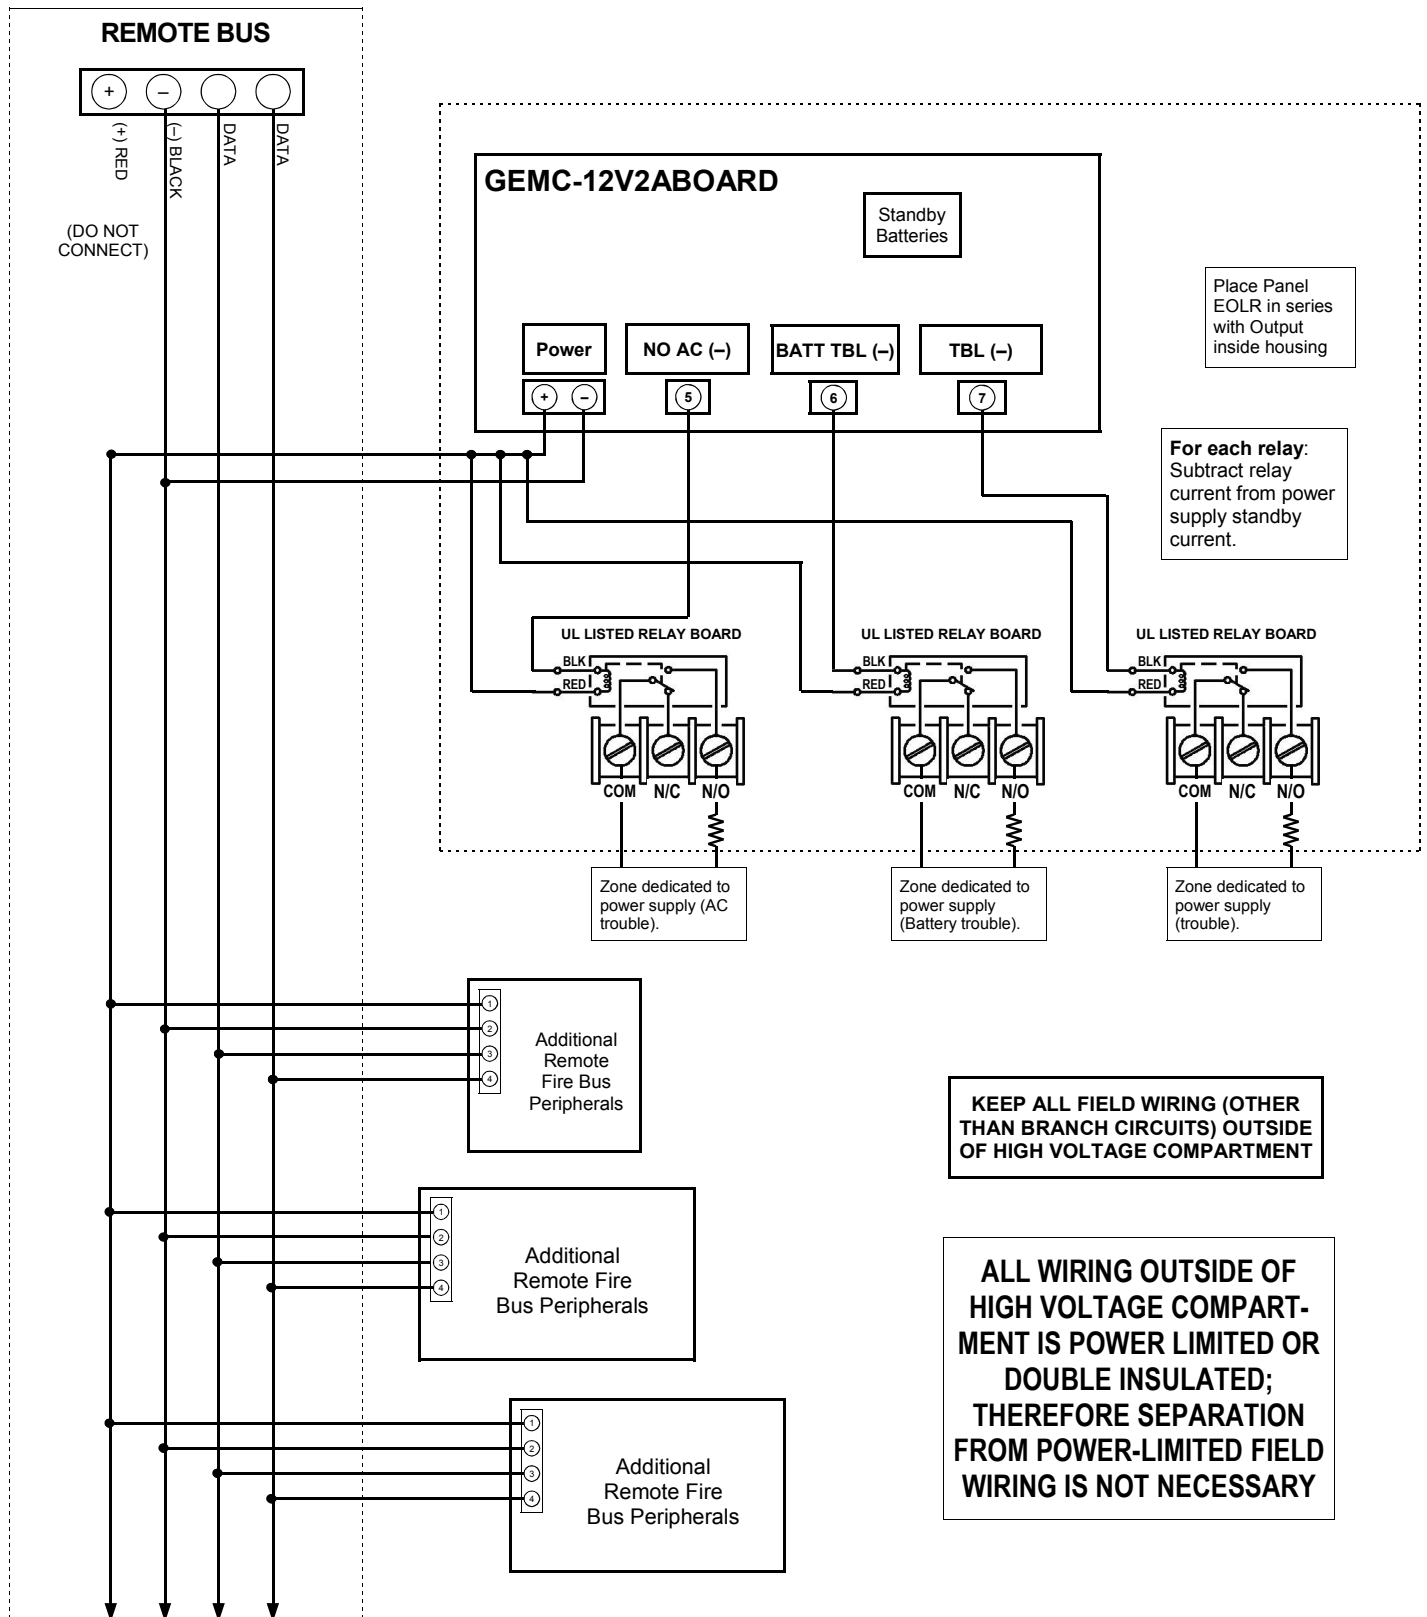 REMOTE BUS
+
–
(+) RED
(–) BLACK
DATA
DATA
(DO NOT
CONNECT)
GEMC-12V2ABOARD
Standby
Batteries
Place Panel
EOLR in series
with Output
inside housing
Power
NO AC (–)
BATT TBL (–)
TBL (–)
+
–
5
6
7
For each relay:
Subtract relay
current from power
supply standby
current.
UL LISTED RELAY BOARD
BLK
RED
COM
N/C
N/O
UL LISTED RELAY BOARD
BLK
RED
COM
N/C
N/O
UL LISTED RELAY BOARD
BLK
RED
COM
N/C
N/O
Zone dedicated to
power supply (AC
trouble).
Zone dedicated to
power supply
(Battery trouble).
Zone dedicated to
power supply
(trouble).
1
2
3
4
Additional
Remote
Fire Bus
Peripherals
KEEP ALL FIELD WIRING (OTHER
THAN BRANCH CIRCUITS) OUTSIDE
OF HIGH VOLTAGE COMPARTMENT
1
2
3
4
Additional
Remote Fire
Bus Peripherals
ALL WIRING OUTSIDE OF
HIGH VOLTAGE COMPART-
MENT IS POWER LIMITED OR
DOUBLE INSULATED;
THEREFORE SEPARATION
FROM POWER-LIMITED FIELD
WIRING IS NOT NECESSARY
1
2
3
4
Additional
Remote Fire
Bus Peripherals